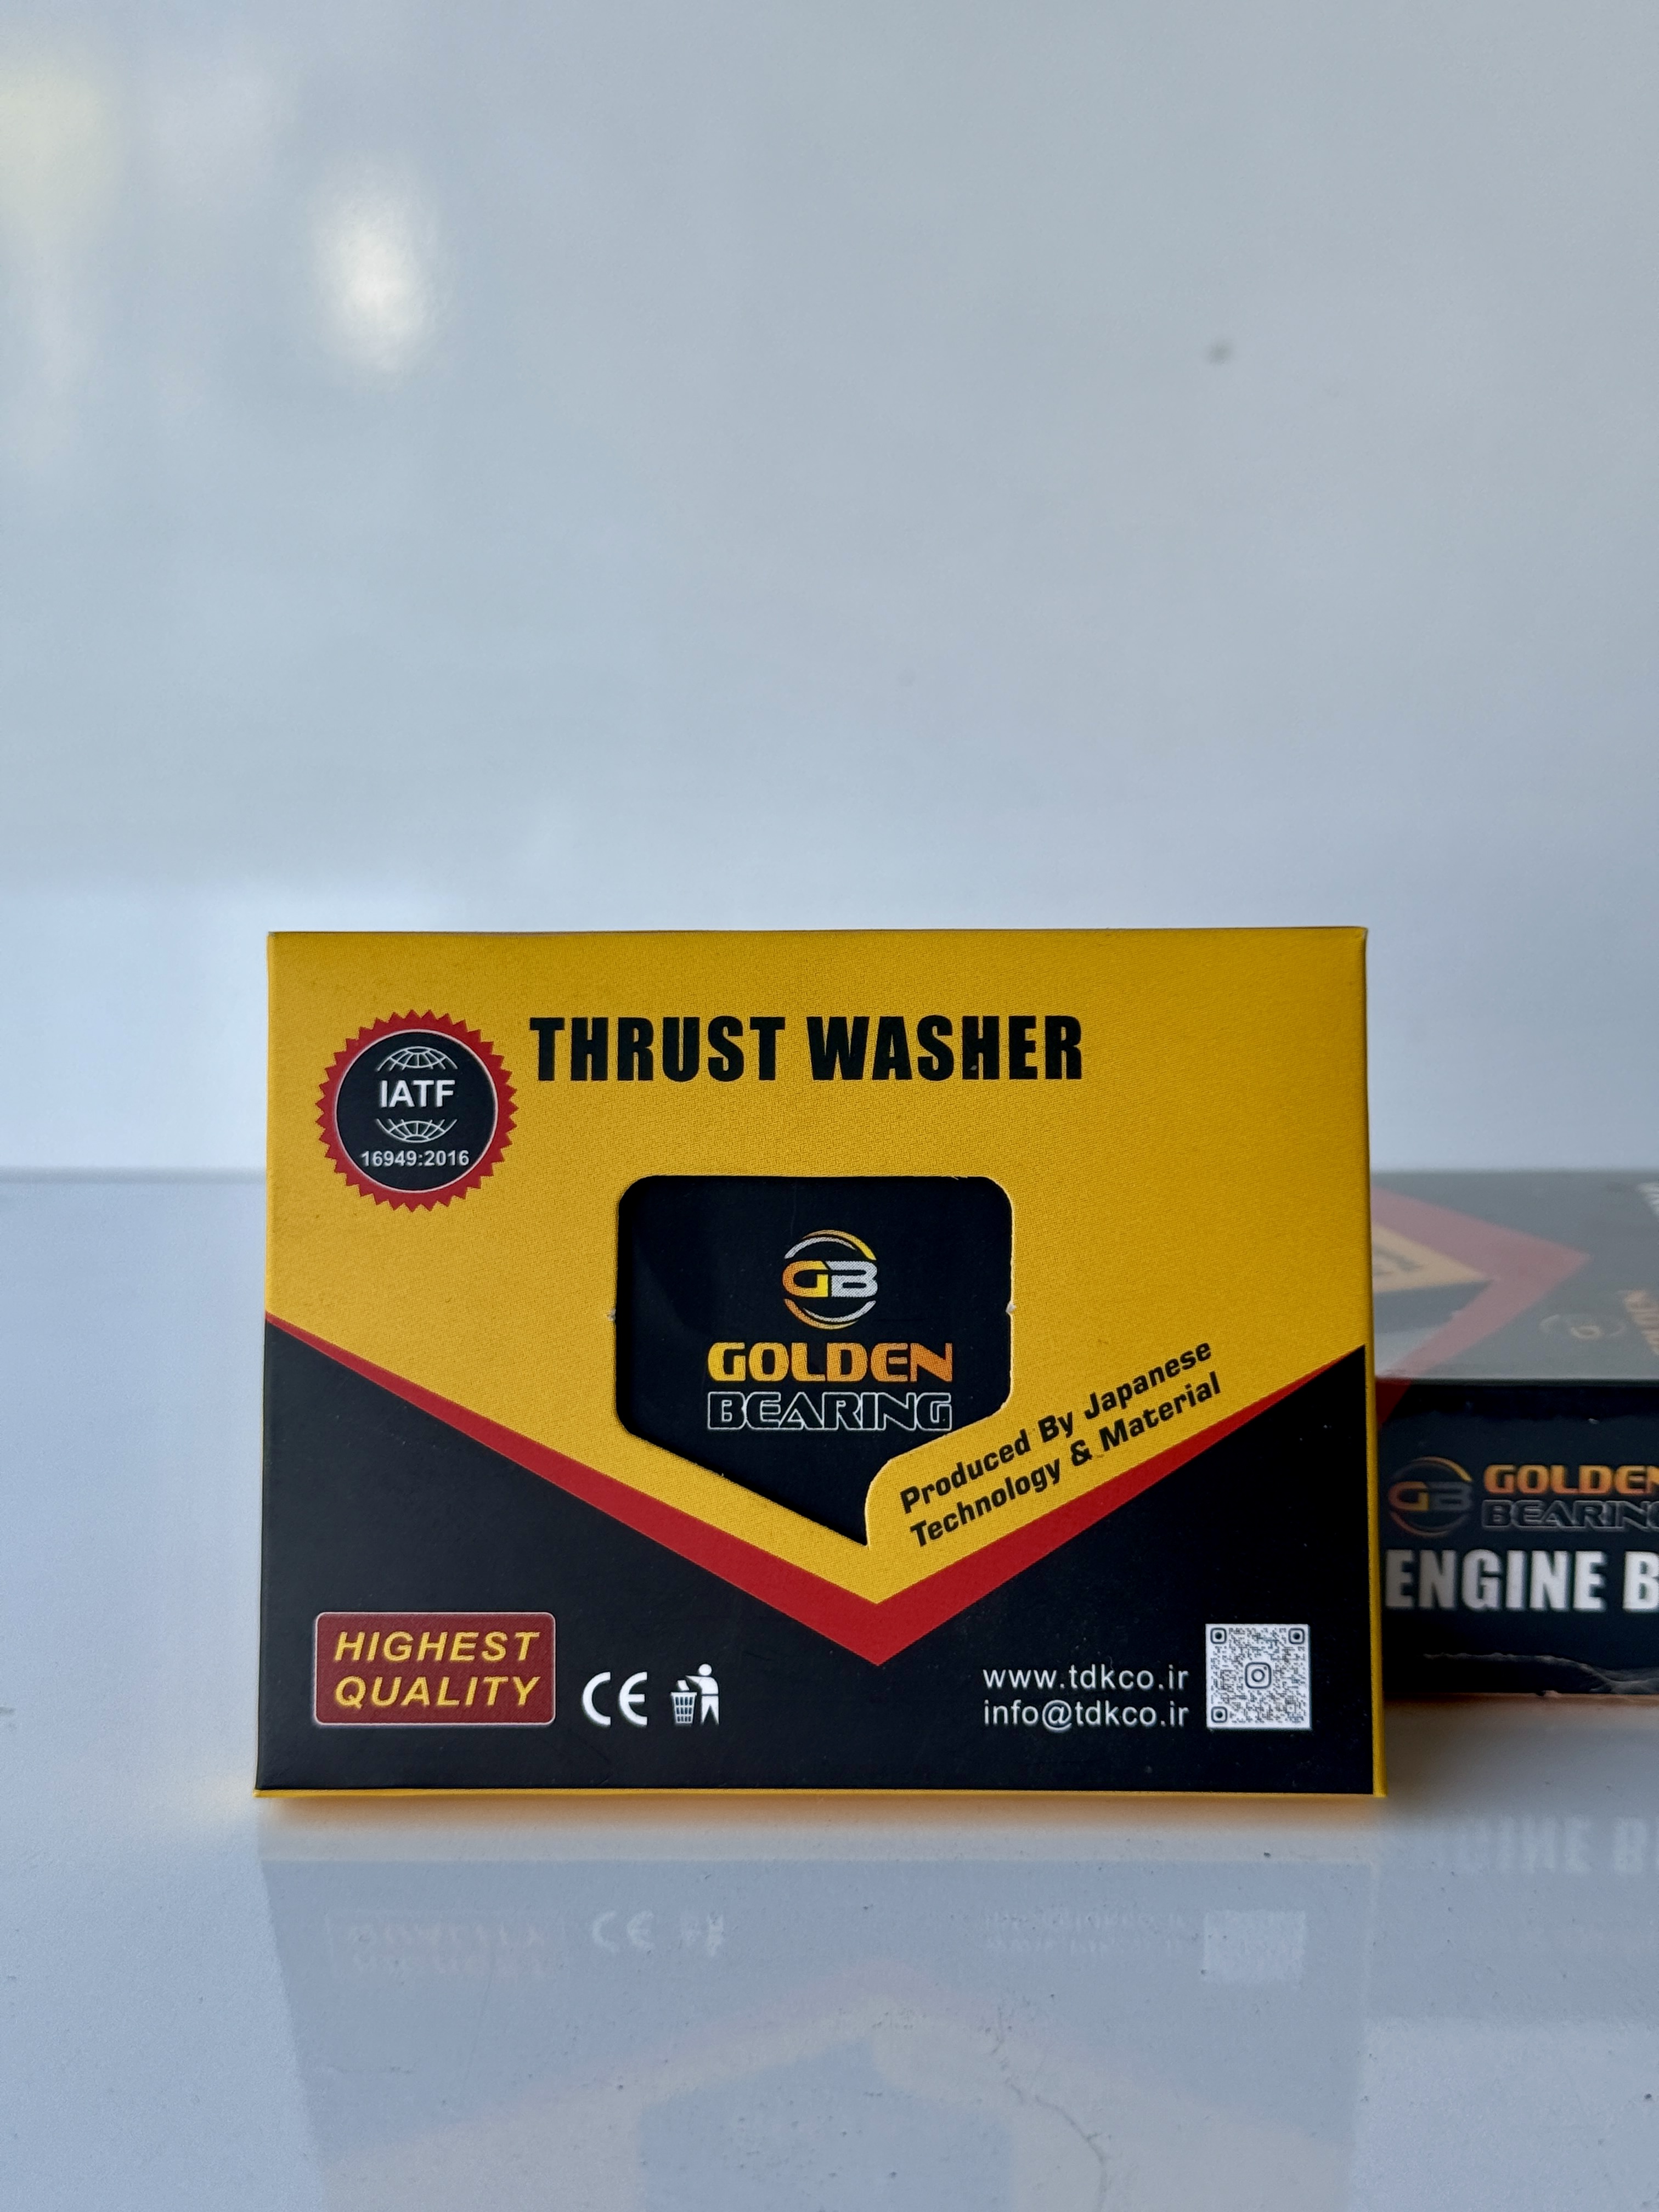 THRUST WASHER
IATF
16949:2016
GB
GOLDEN
BEARING
Produced By Japanese
Technology & Material
HIGHEST
QUALITY
CE
www.tdkco.ir
info@tdkco.ir
GB
GOLDEN
BEARING
ENGINE B